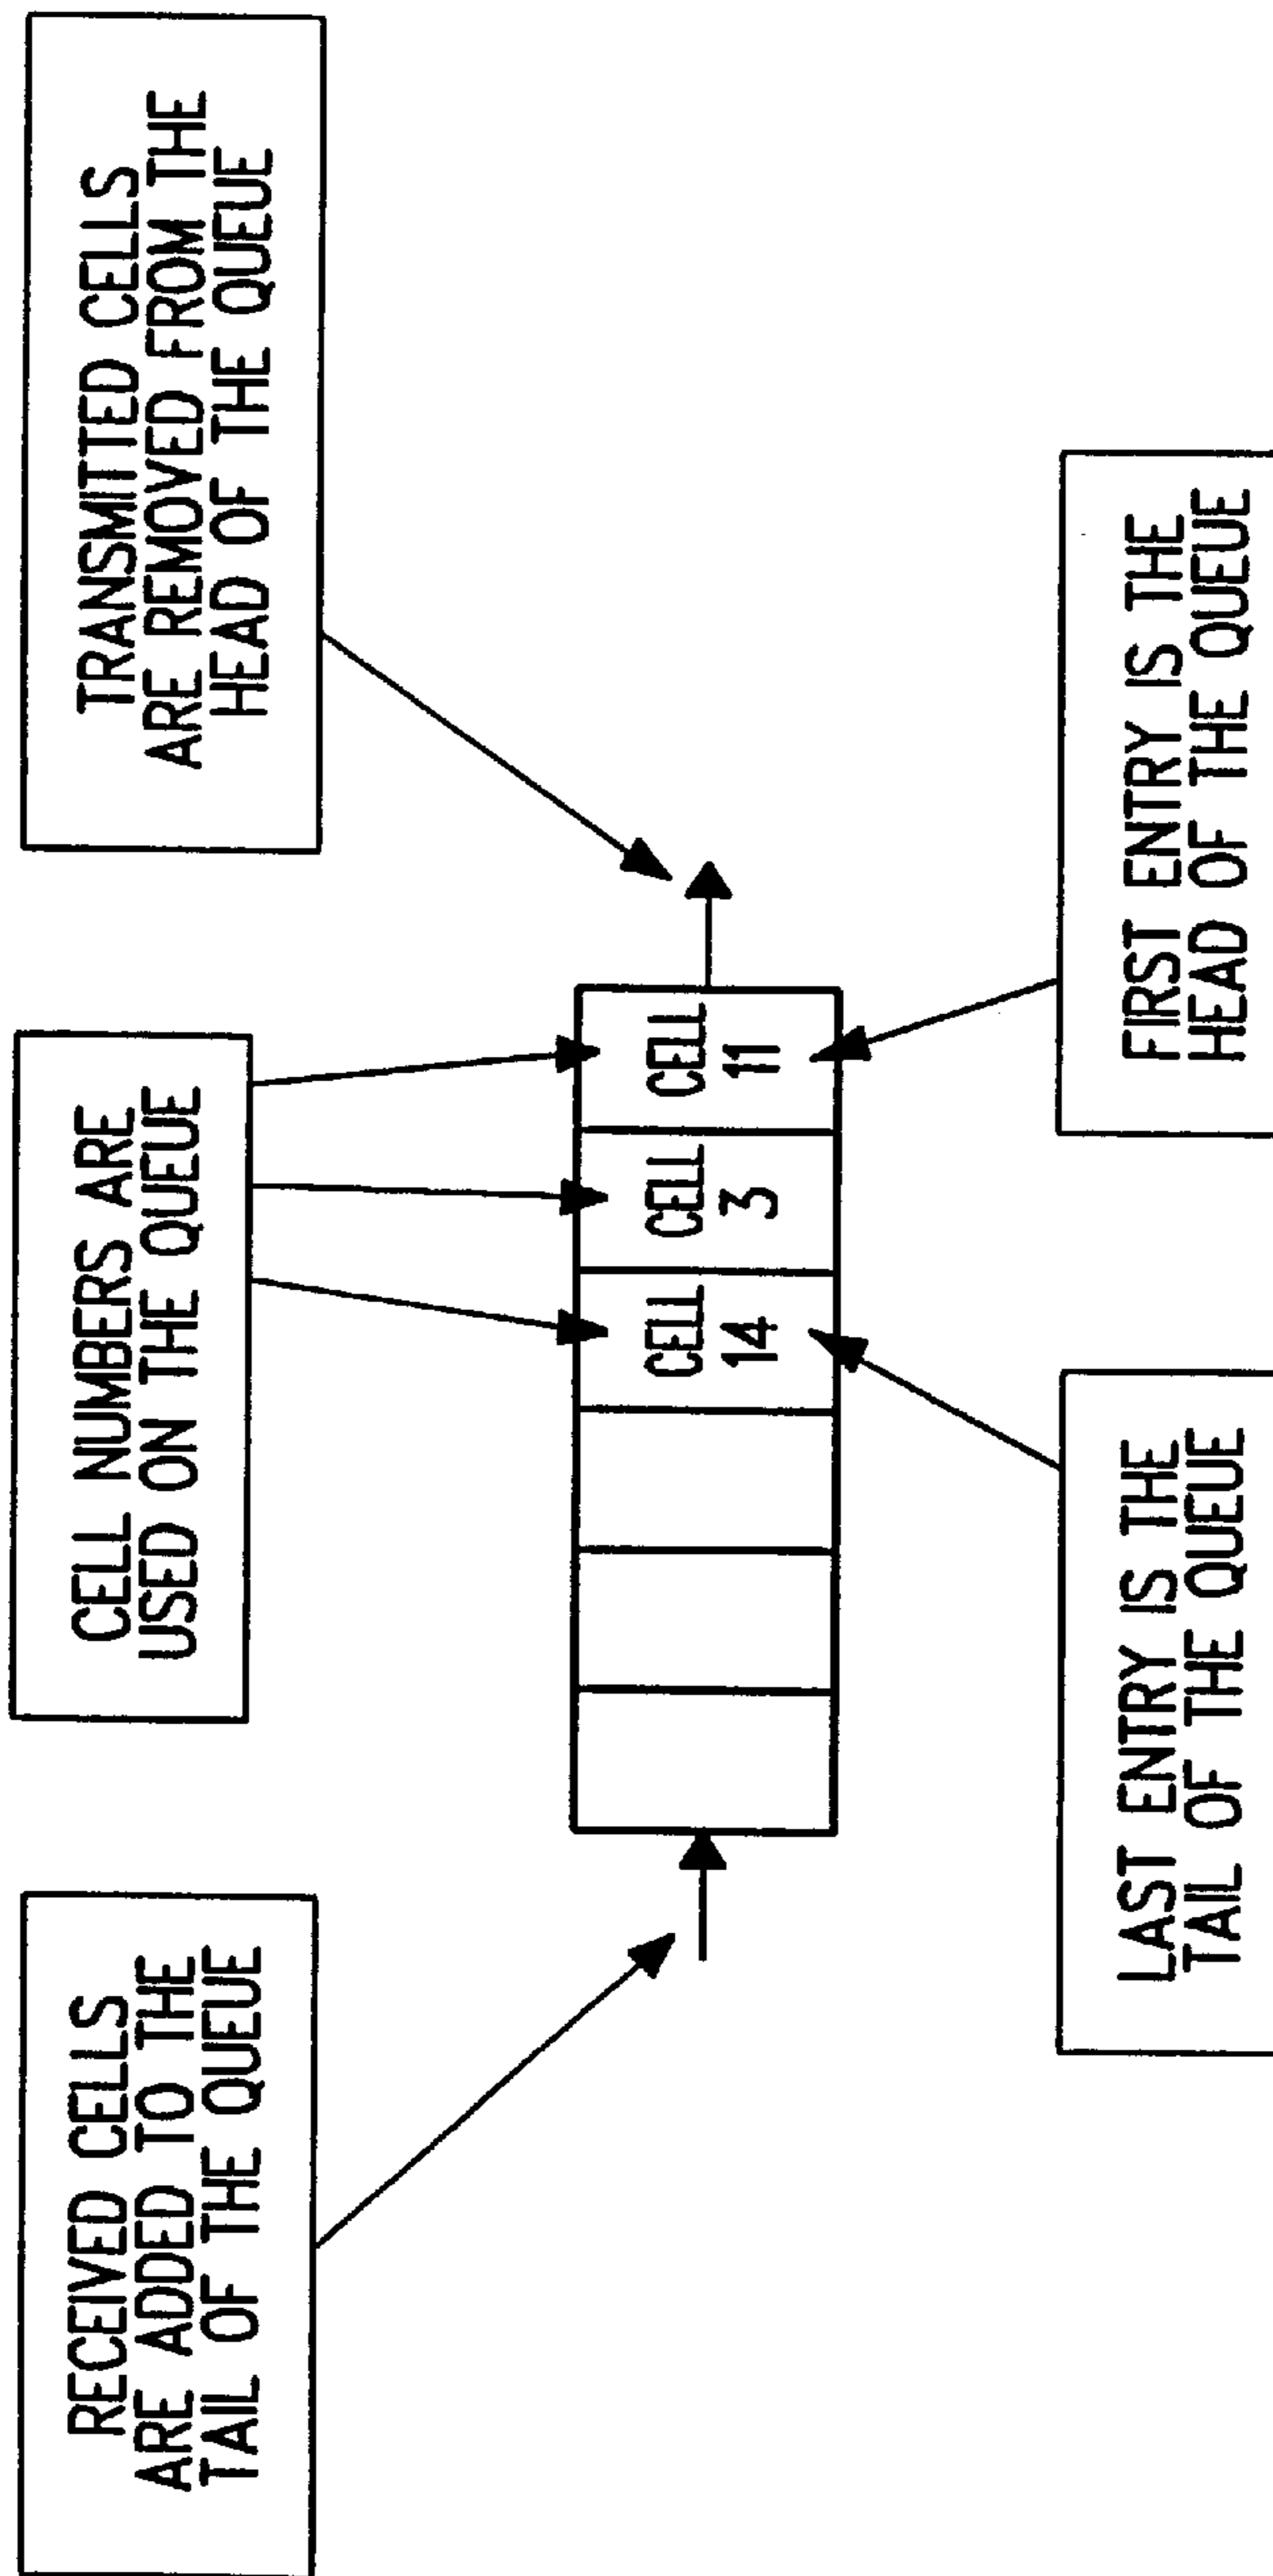 RECEIVED CELLS
ARE ADDED TO THE
TAIL OF THE QUEUE
CELL NUMBERS ARE
USED ON THE QUEUE
TRANSMITTED CELLS
ARE REMOVED FROM THE
HEAD OF THE QUEUE
CELL
14
CELL
3
CELL
11
LAST ENTRY IS THE
TAIL OF THE QUEUE
FIRST ENTRY IS THE
HEAD OF THE QUEUE